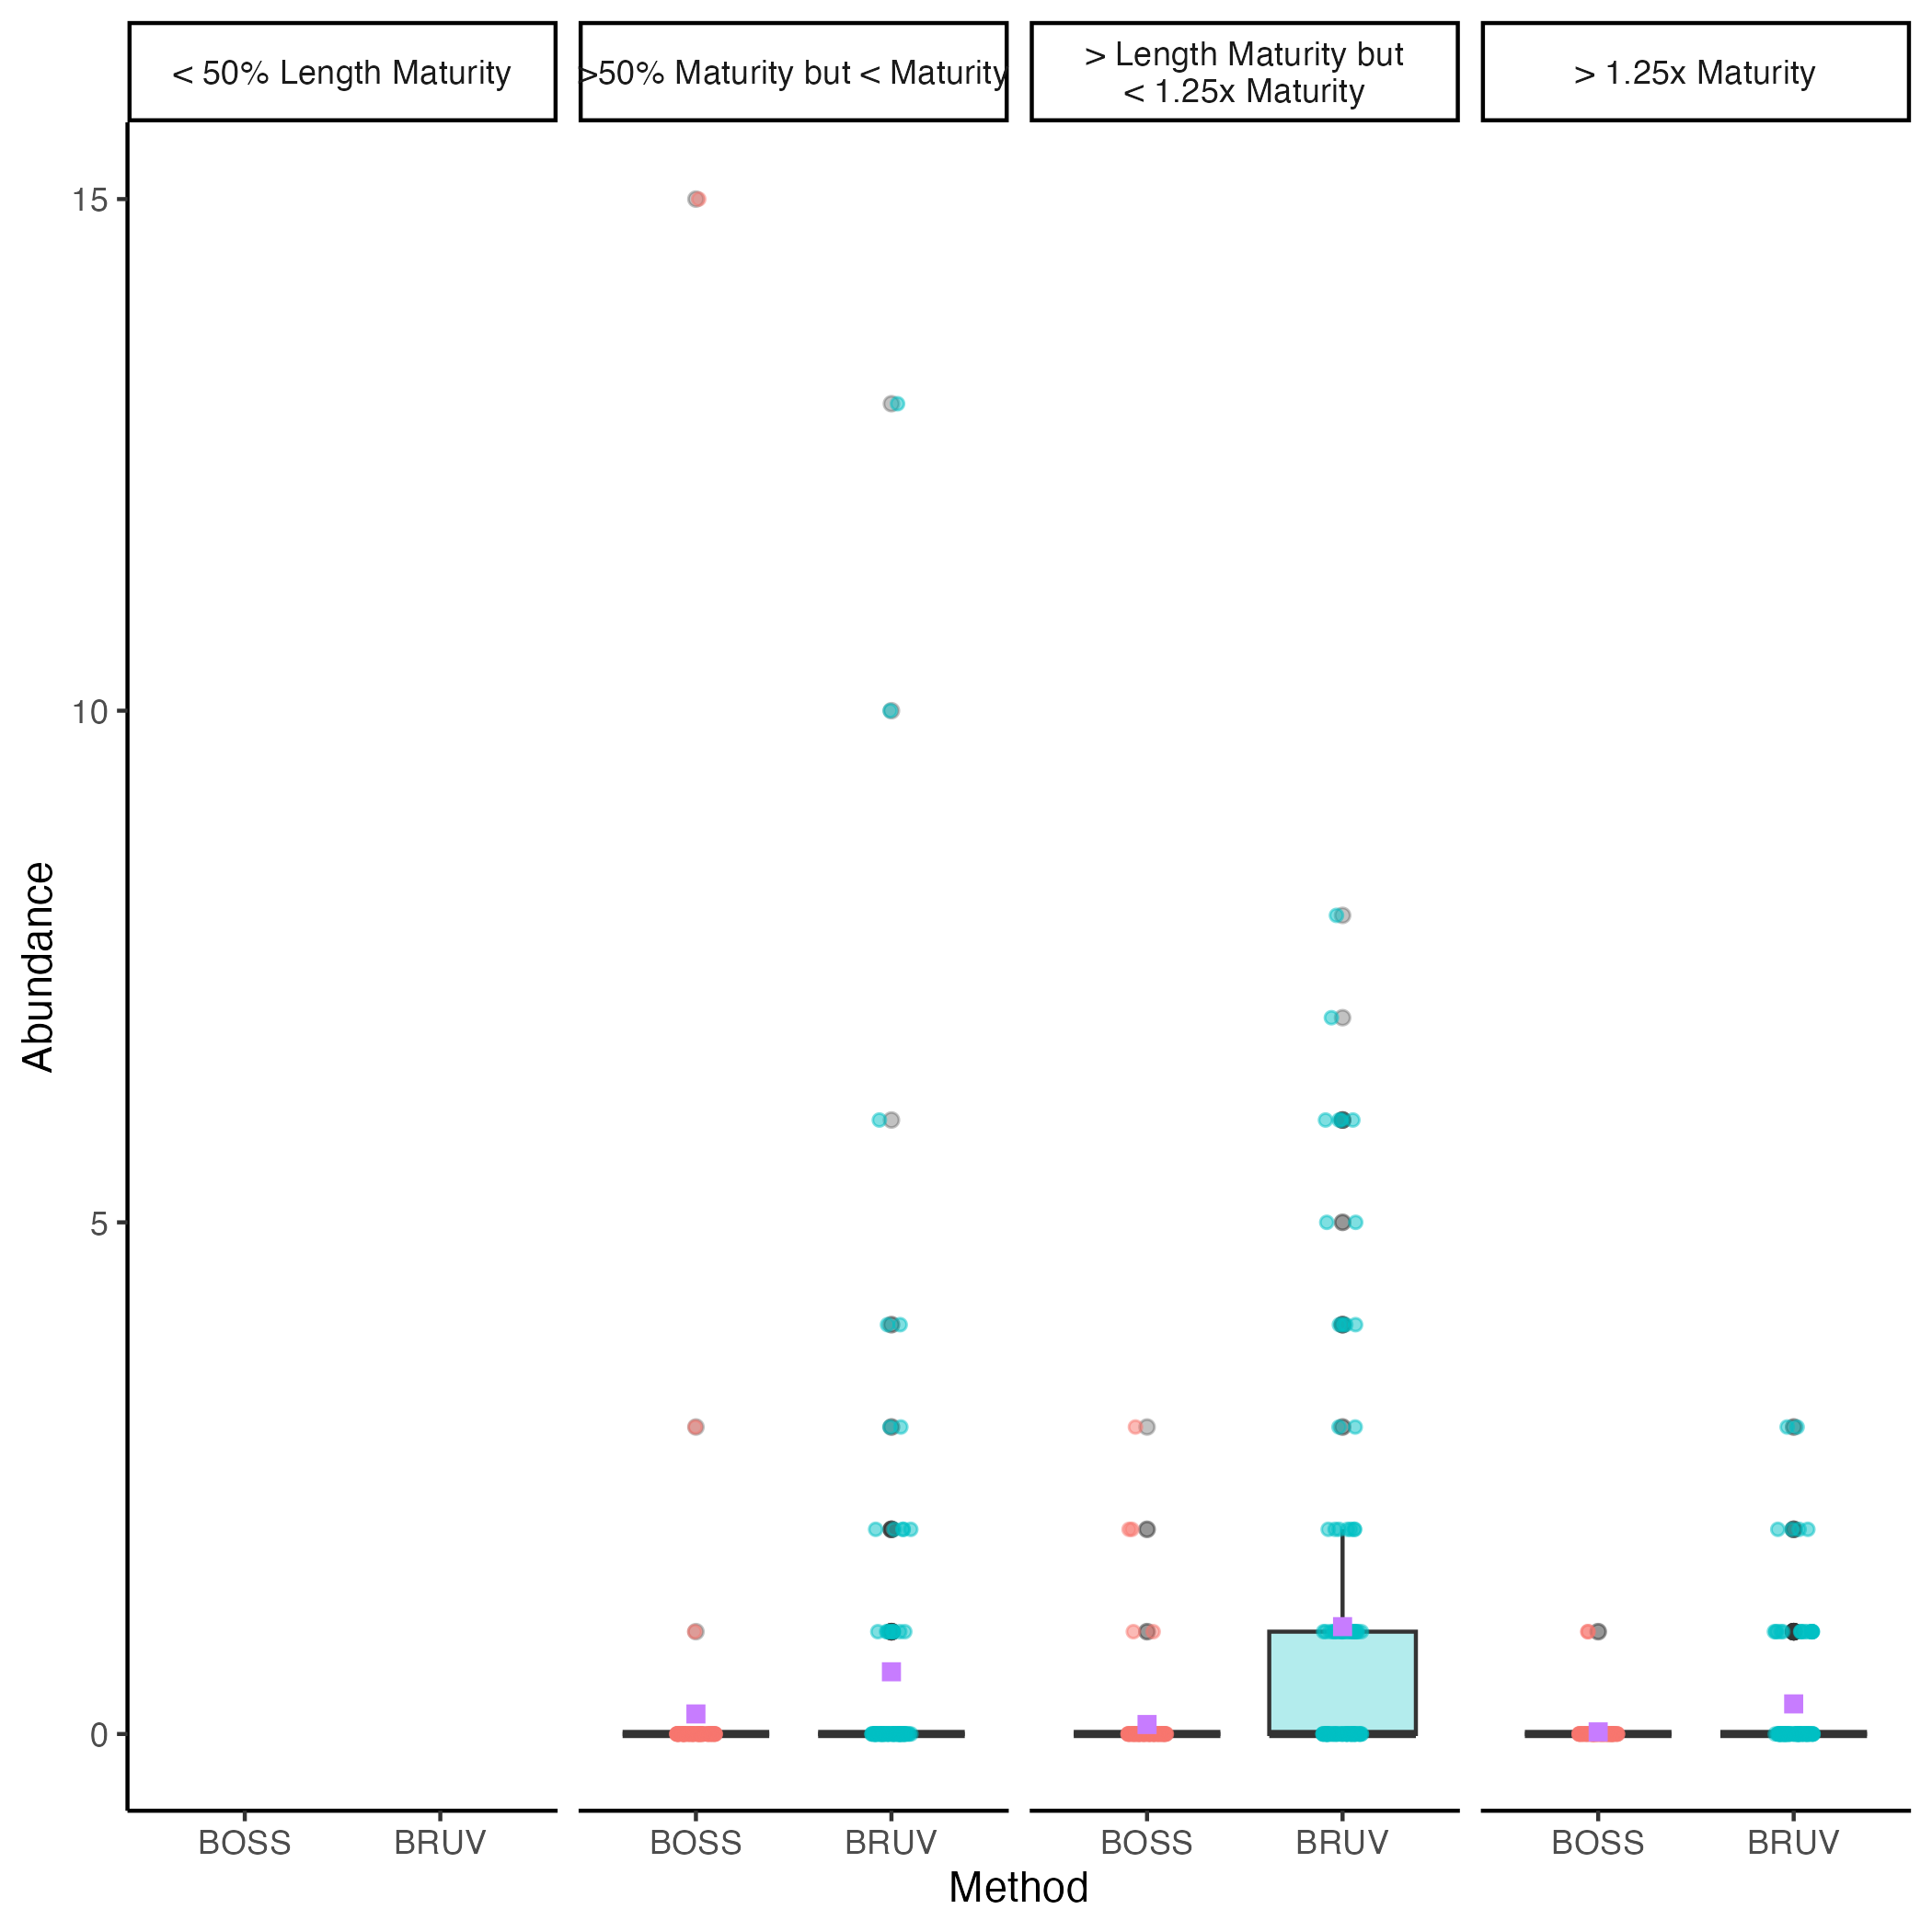 < 50% Length Maturity
>50% Maturity but < Maturity
> Length Maturity but
< 1.25x Maturity
> 1.25x Maturity
Abundance
15
10
5
0
BOSS BRUV BOSS BRUV BOSS BRUV BOSS BRUV
Method